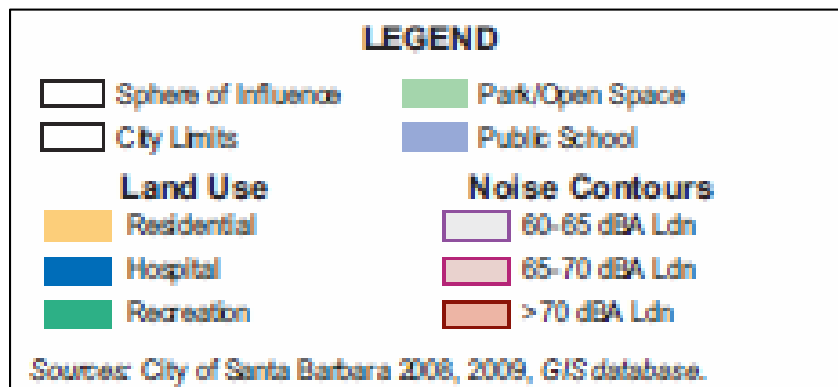 LEGEND
Sphere of Influence
Park/Open Space
City Limits
Public School
Land Use
Noise Contours
Residential
60-65 dBA Ldn
Hospital
65-70 dBA Ldn
Recreation
>70 dBA Ldn
Sources: City of Santa Barbara 2008, 2009, GIS database.